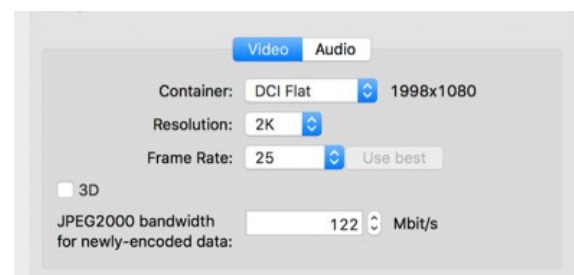 Video Audio
Container: DCI Flat 1998x1080
Resolution: 2K
Frame Rate: 25 Use best
3D
JPEG2000 bandwidth
for newly-encoded data: 122 Mbit/s